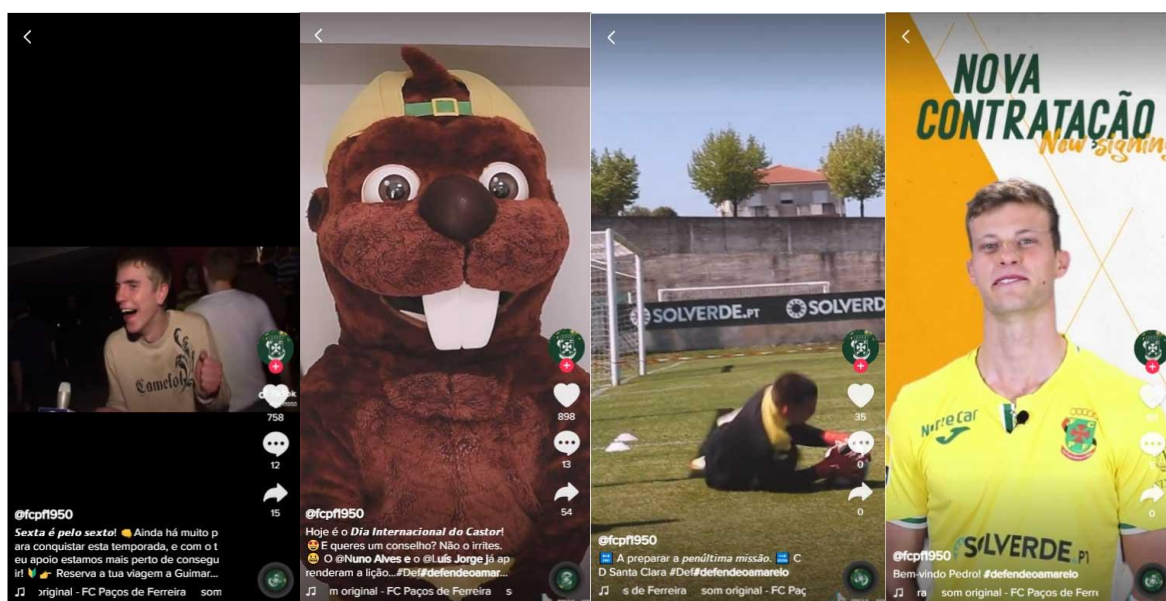 Camelot
758
12
15
@fcpf1950
Sexta é pelo sexto! 👊 Ainda há muito p
ara conquistar esta temporada, e com o t
eu apoio estamos mais perto de consegu
ir! 🔰 👉 Reserva a tua viagem a Guimar...
original - FC Paços de Ferreira som
898
13
54
@fcpf1950
Hoje é o Dia Internacional do Castor!
🤩 E queres um conselho? Não o irrites.
😆 O @Nuno Alves e o @Luís Jorge já ap
renderam a lição...#Def#defendeoamar...
m original - FC Paços de Ferreira s
SOLVERDE.PT SOLVERD
35
0
0
@fcpf1950
🔜 A preparar a penúltima missão. 🆚 C
D Santa Clara #Def#defendeoamarelo
s de Ferreira som original - FC Paç
NOVA
CONTRATAÇÃO
New signing
Norte Car
0
SOLVERDE.PT
@fcpf1950
Bem-vindo Pedro! #defendeoamarelo
ra som original - FC Paços de Ferr